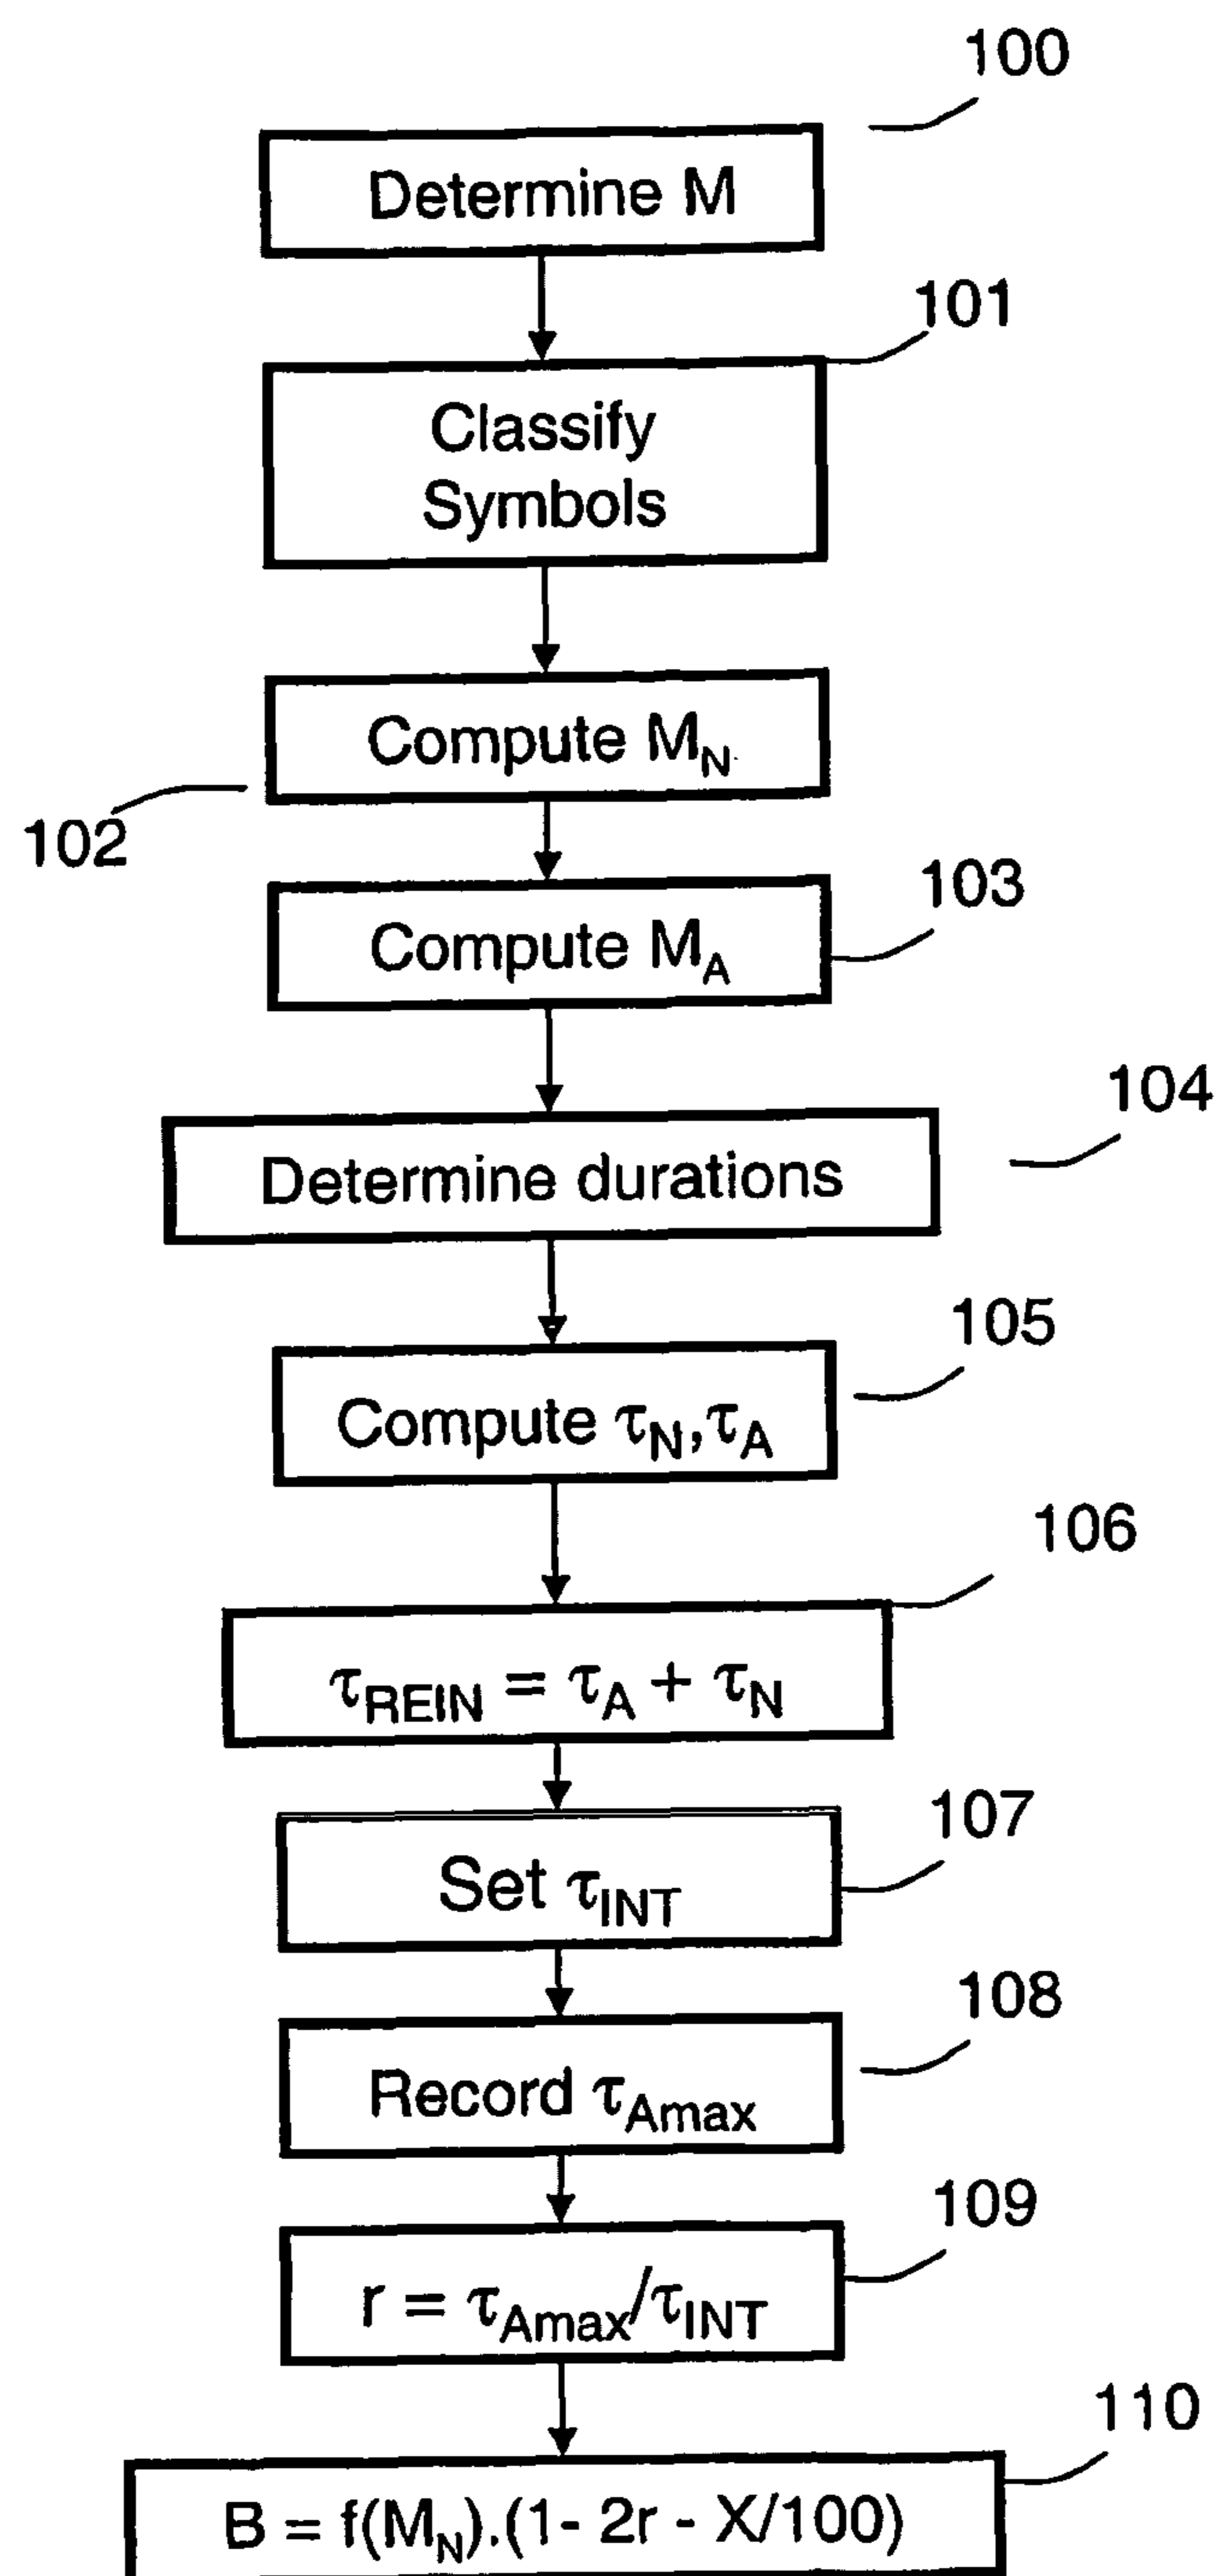 100
Determine M
101
Classify
Symbols
Compute M_N
102
103
Compute M_A
104
Determine durations
105
Compute τ_N,τ_A
106
τ_REIN = τ_A + τ_N
107
Set τ_INT
108
Record τ_Amax
109
r = τ_Amax/τ_INT
110
B = f(M_N).(1- 2r - X/100)